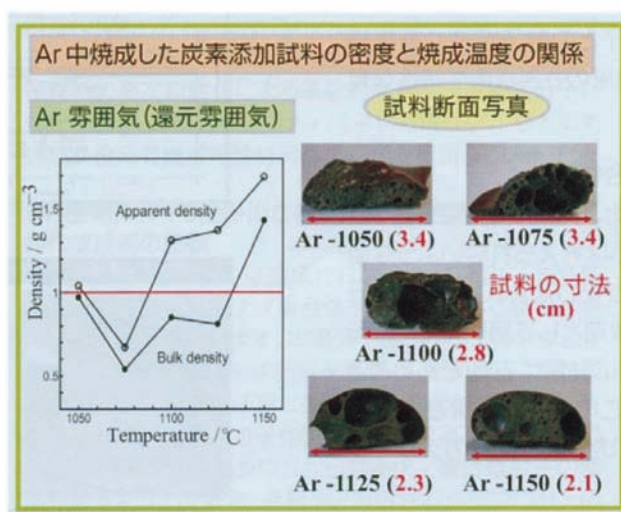 Ar 中焼成した炭素添加試料の密度と焼成温度の関係
Ar 雰囲気(還元雰囲気)
試料断面写真
Density / g cm⁻³
1.5
1
0.5
Apparent density
Bulk density
1050
1100
1150
Temperature / ℃
Ar -1050 (3.4)
Ar -1075 (3.4)
試料の寸法
(cm)
Ar -1100 (2.8)
Ar -1125 (2.3)
Ar -1150 (2.1)